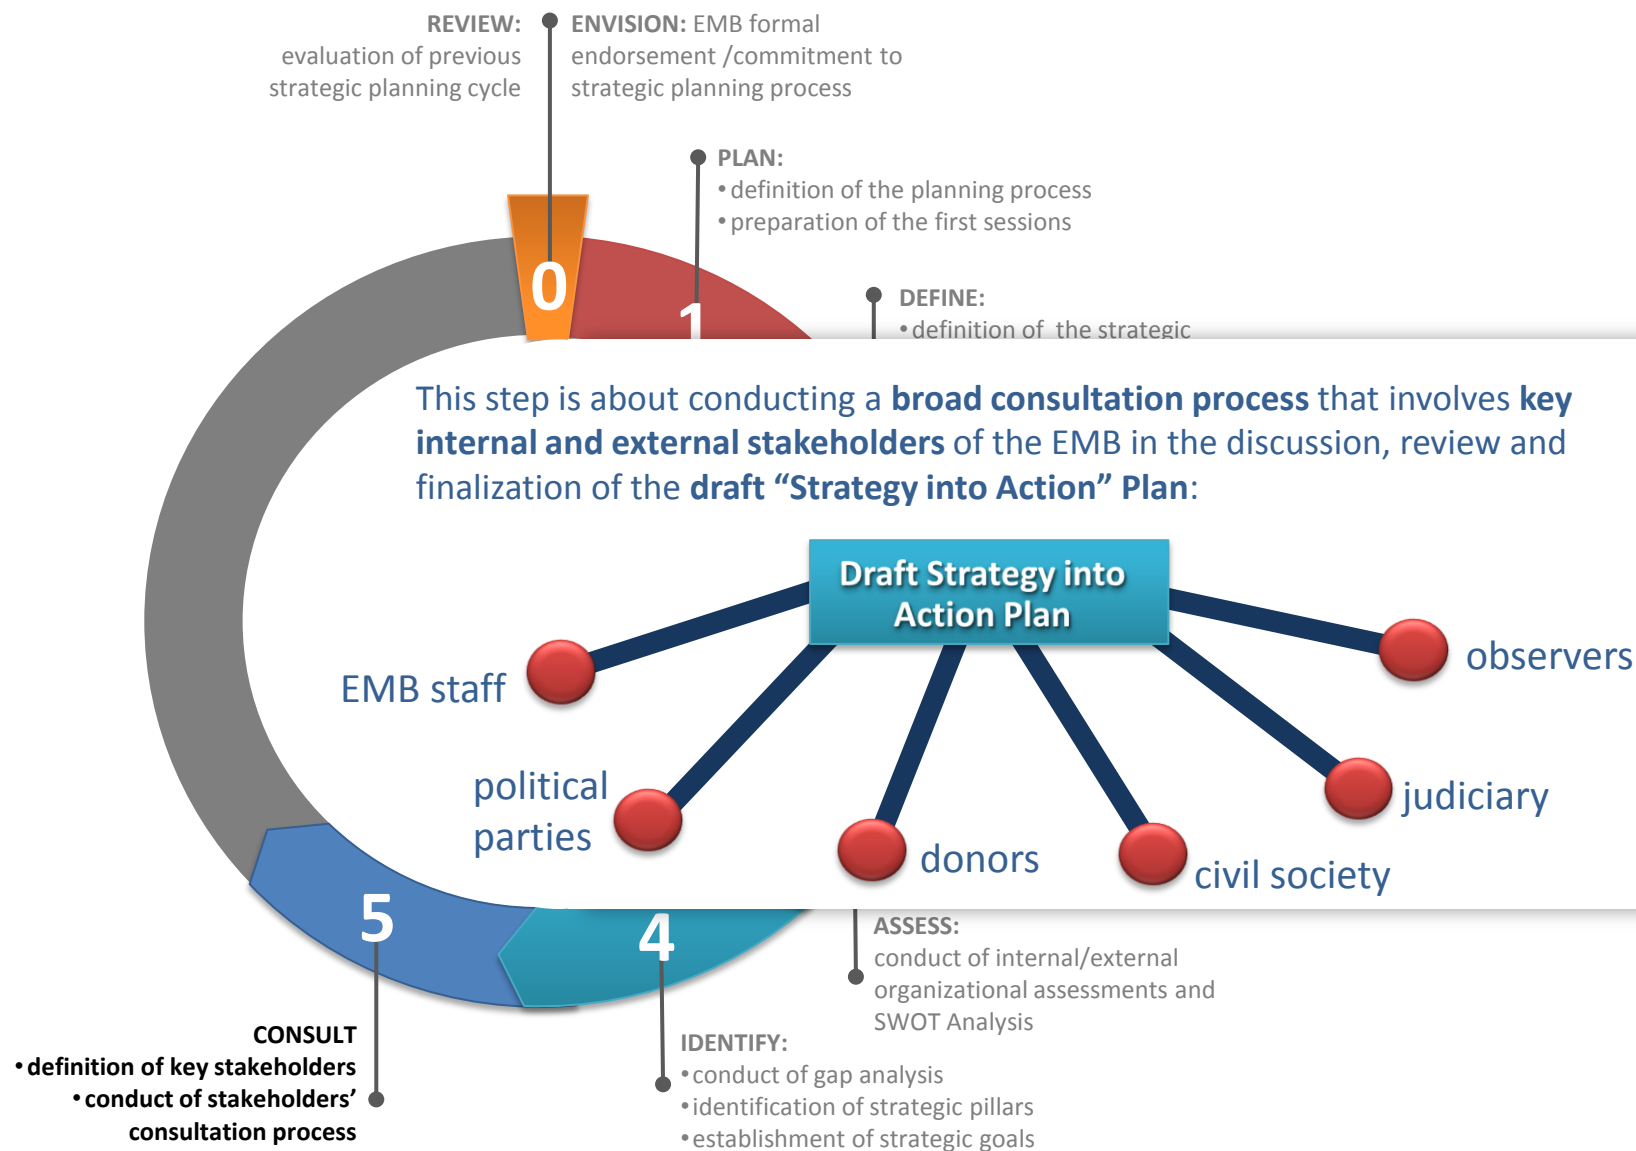 REVIEW:
evaluation of previous
strategic planning cycle
ENVISION: EMB formal
endorsement /commitment to
strategic planning process
PLAN:
• definition of the planning process
• preparation of the first sessions
0
1
DEFINE:
• definition of the strategic
This step is about conducting a broad consultation process that involves key
internal and external stakeholders of the EMB in the discussion, review and
finalization of the draft “Strategy into Action” Plan:
Draft Strategy into
Action Plan
EMB staff
political
parties
donors
civil society
judiciary
observers
5
4
ASSESS:
conduct of internal/external
organizational assessments and
SWOT Analysis
CONSULT
• definition of key stakeholders
• conduct of stakeholders’
consultation process
IDENTIFY:
• conduct of gap analysis
• identification of strategic pillars
• establishment of strategic goals